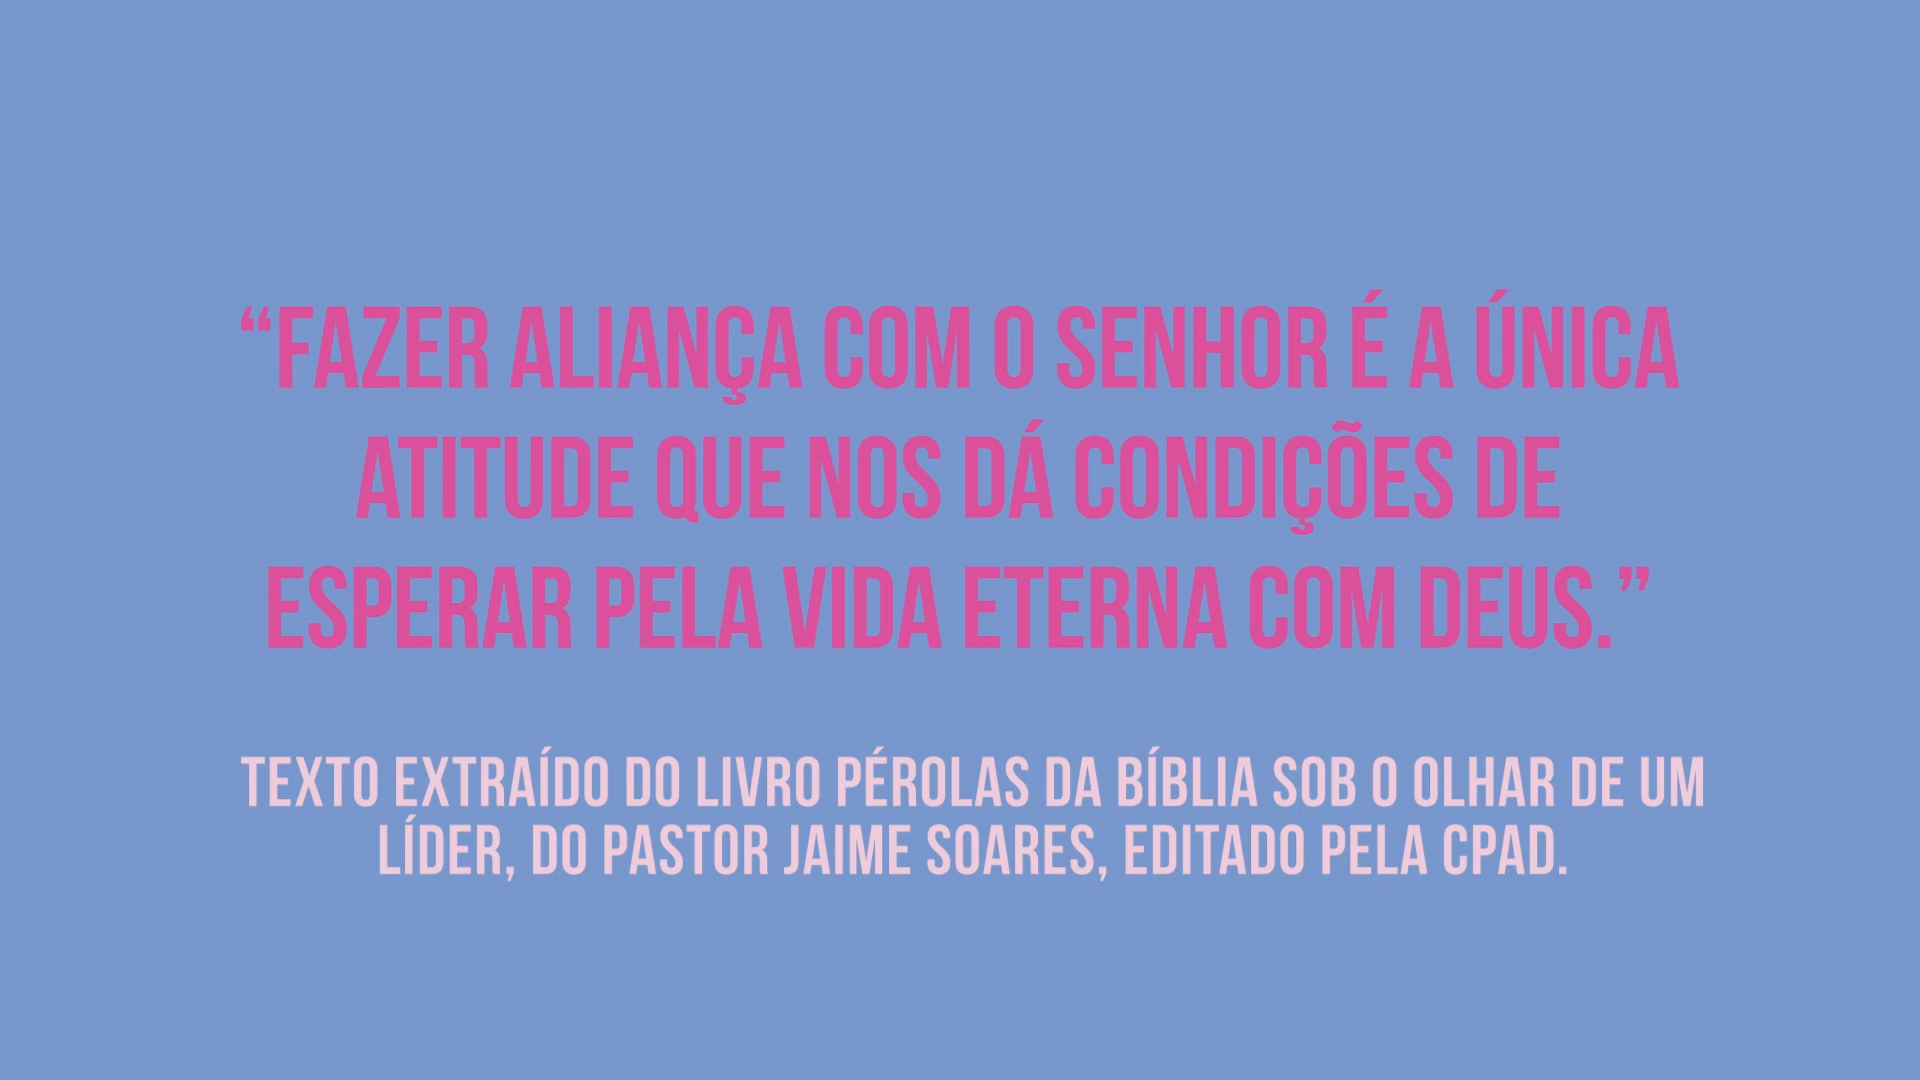 “FAZER ALIANÇA COM O SENHOR É A ÚNICA
ATITUDE QUE NOS DÁ CONDIÇÕES DE
ESPERAR PELA VIDA ETERNA COM DEUS.”
TEXTO EXTRAÍDO DO LIVRO PÉROLAS DA BÍBLIA SOB O OLHAR DE UM
LÍDER, DO PASTOR JAIME SOARES, EDITADO PELA CPAD.